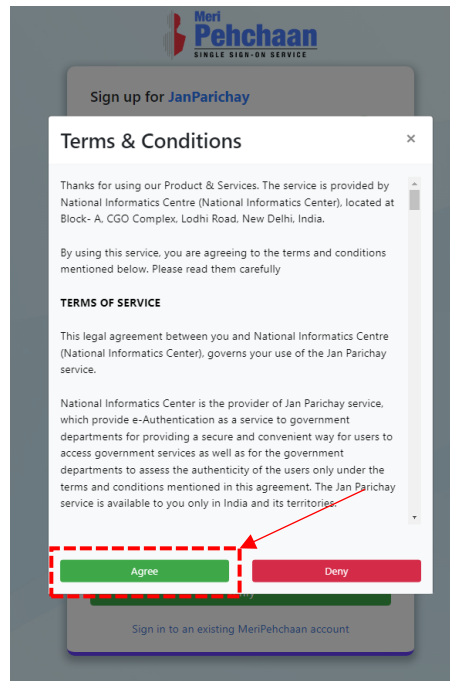 Meri
Pehchaan
SINGLE SIGN-ON SERVICE
Sign up for JanParichay
Terms & Conditions
×
Thanks for using our Product & Services. The service is provided by
National Informatics Centre (National Informatics Center), located at
Block- A, CGO Complex, Lodhi Road, New Delhi, India.
By using this service, you are agreeing to the terms and conditions
mentioned below. Please read them carefully
TERMS OF SERVICE
This legal agreement between you and National Informatics Centre
(National Informatics Center), governs your use of the Jan Parichay
service.
National Informatics Center is the provider of Jan Parichay service,
which provide e-Authentication as a service to government
departments for providing a secure and convenient way for users to
access government services as well as for the government
departments to assess the authenticity of the users only under the
terms and conditions mentioned in this agreement. The Jan Parichay
service is available to you only in India and its territories.
Agree
Deny
Sign in to an existing MeriPehchaan account